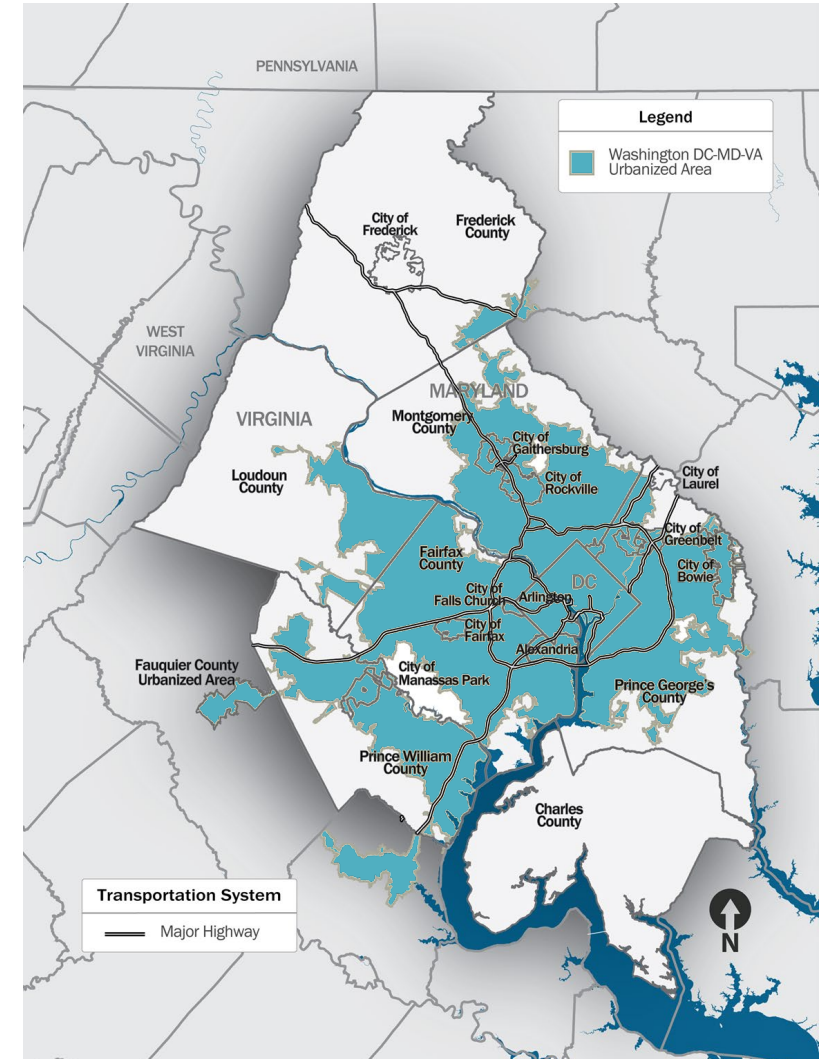 PENNSYLVANIA
Legend
Washington DC-MD-VA
Urbanized Area
City of
Frederick
Frederick
County
WEST
VIRGINIA
MARYLAND
VIRGINIA
Montgomery
County
City of
Gaithersburg
City of
Rockville
City of
Laurel
Loudoun
County
City of
Greenbelt
Fairfax
County
City of
Bowie
DC
City of
Falls Church
Arlington
City of
Fairfax
Alexandria
Fauquier County
Urbanized Area
City of
Manassas Park
Prince George's
County
Prince William
County
Charles
County
Transportation System
Major Highway
N